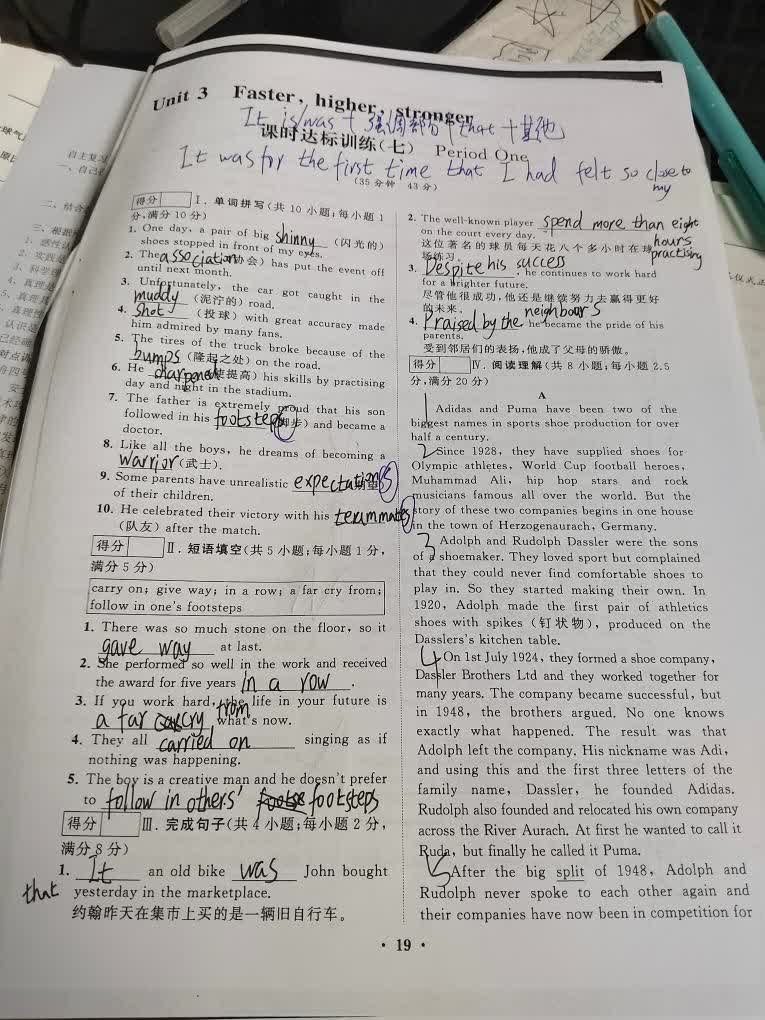 Unit 3 Faster, higher, stronger
It is/was + 强调部分 + that + 其他
课时达标训练(七) Period One
It was for the first time that I had felt so close to my
(35分钟 43分)
得分 Ⅰ. 单词拼写(共10小题;每小题1
分,满分10分)
1. One day, a pair of big shinny (闪光的)
shoes stopped in front of my eyes.
2. The association 协会) has put the event off
until next month.
3. Unfortunately, the car got caught in the
muddy (泥泞的) road.
4. shot (投球) with great accuracy made
him admired by many fans.
5. The tires of the truck broke because of the
bumps (隆起之处) on the road.
6. He sharpened 使提高) his skills by practising
day and night in the stadium.
7. The father is extremely proud that his son
followed in his footsteps 脚步) and became a
doctor.
8. Like all the boys, he dreams of becoming a
warrior (武士).
9. Some parents have unrealistic expectations
of their children.
10. He celebrated their victory with his teammates
(队友) after the match.
得分 Ⅱ. 短语填空(共5小题;每小题1分,
满分5分)
carry on; give way; in a row; a far cry from;
follow in one's footsteps
1. There was so much stone on the floor, so it
gave way at last.
2. She performed so well in the work and received
the award for five years in a row.
3. If you work hard, the life in your future is
a far cry from what's now.
4. They all carried on singing as if
nothing was happening.
5. The boy is a creative man and he doesn't prefer
to follow in others' footsteps
得分 Ⅲ. 完成句子(共4小题;每小题2分,
满分8分)
1. It an old bike was John bought
that yesterday in the marketplace.
约翰昨天在集市上买的是一辆旧自行车。
2. The well-known player spend more than eight hours practising
on the court every day.
这位著名的球员每天花八个多小时在球
场练习。
3. Despite his success, he continues to work hard
for a brighter future.
尽管他很成功,他还是继续努力去赢得更好
的未来。
4. Praised by the neighbours he became the pride of his
parents.
受到邻居们的表扬,他成了父母的骄傲。
得分 Ⅳ. 阅读理解(共8小题;每小题2.5
分,满分20分)
A
1 Adidas and Puma have been two of the
biggest names in sports shoe production for over
half a century.
2 Since 1928, they have supplied shoes for
Olympic athletes, World Cup football heroes,
Muhammad Ali, hip hop stars and rock
musicians famous all over the world. But the
story of these two companies begins in one house
in the town of Herzogenaurach, Germany.
3 Adolph and Rudolph Dassler were the sons
of a shoemaker. They loved sport but complained
that they could never find comfortable shoes to
play in. So they started making their own. In
1920, Adolph made the first pair of athletics
shoes with spikes (钉状物), produced on the
Dasslers's kitchen table.
4 On 1st July 1924, they formed a shoe company,
Dassler Brothers Ltd and they worked together for
many years. The company became successful, but
in 1948, the brothers argued. No one knows
exactly what happened. The result was that
Adolph left the company. His nickname was Adi,
and using this and the first three letters of the
family name, Dassler, he founded Adidas.
Rudolph also founded and relocated his own company
across the River Aurach. At first he wanted to call it
Ruda, but finally he called it Puma.
5 After the big split of 1948, Adolph and
Rudolph never spoke to each other again and
their companies have now been in competition for
· 19 ·